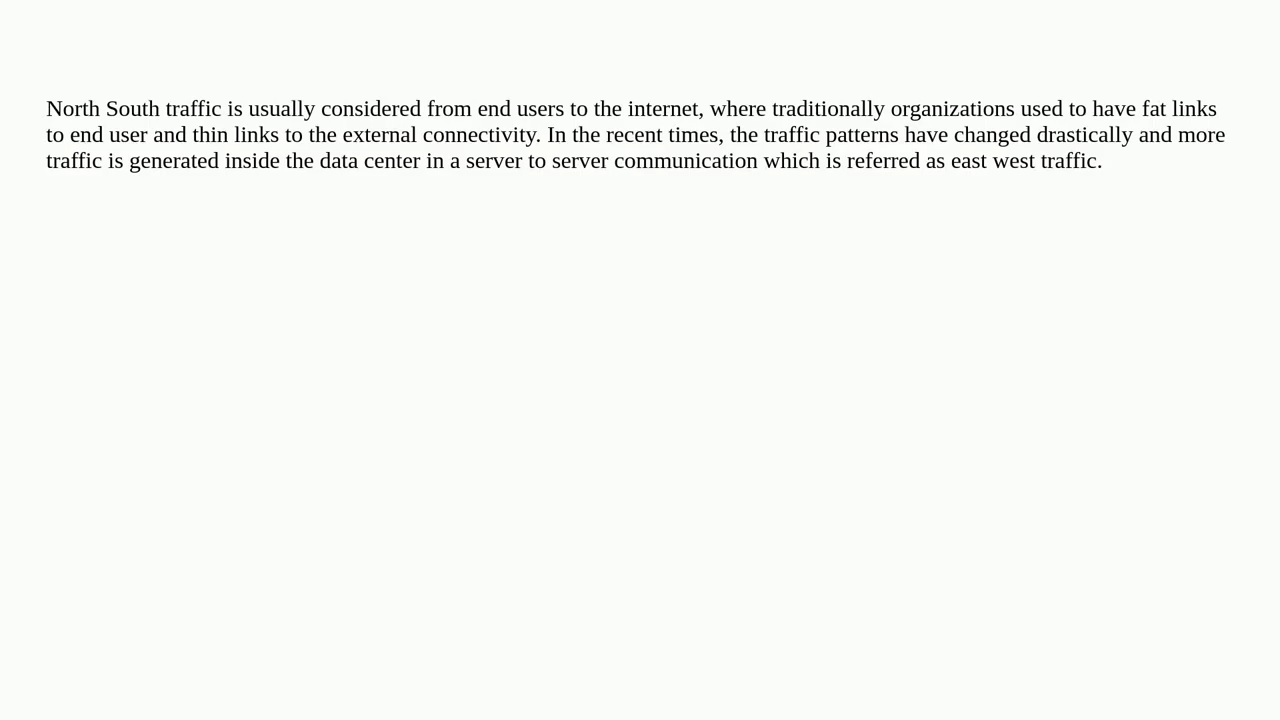 North South traffic is usually considered from end users to the internet, where traditionally organizations used to have fat links
to end user and thin links to the external connectivity. In the recent times, the traffic patterns have changed drastically and more
traffic is generated inside the data center in a server to server communication which is referred as east west traffic.